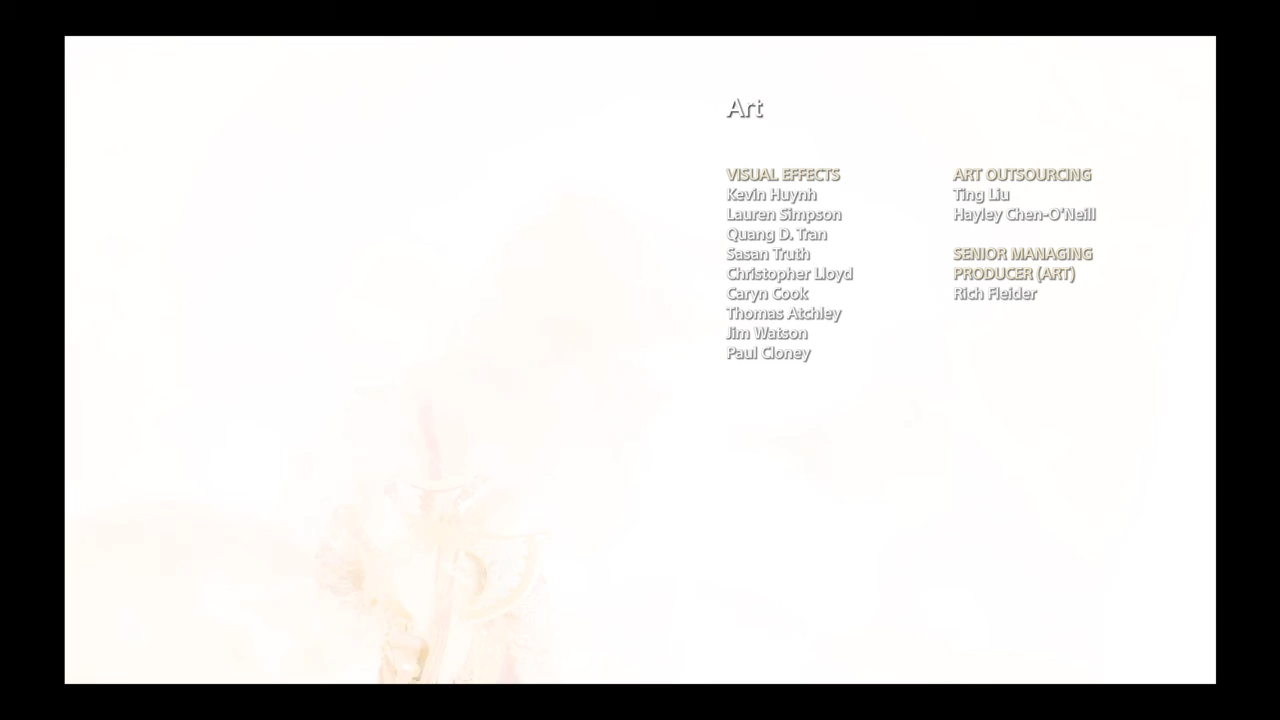 Art
VISUAL EFFECTS
Kevin Huynh
Lauren Simpson
Quang D. Tran
Sasan Truth
Christopher Lloyd
Caryn Cook
Thomas Atchley
Jim Watson
Paul Cloney
ART OUTSOURCING
Ting Liu
Hayley Chen-O'Neill
SENIOR MANAGING
PRODUCER (ART)
Rich Fleider